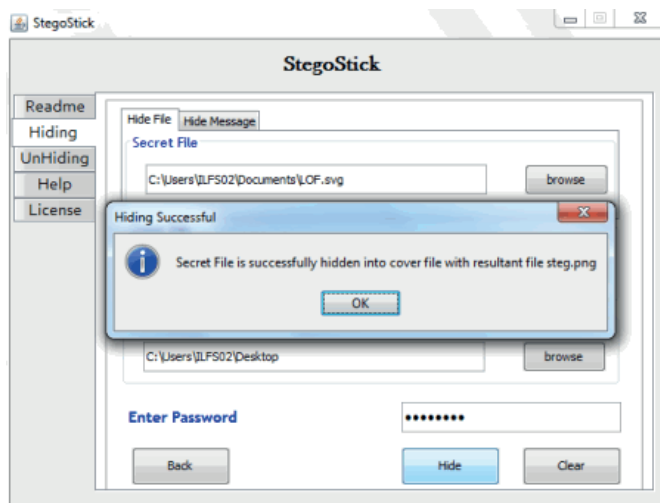 StegoStick
StegoStick
Readme
Hiding
UnHiding
Help
License
Hide File
Hide Message
Secret File
C:\Users\ILFS02\Documents\LOF.svg
browse
Hiding Successful
Secret File is successfully hidden into cover file with resultant file steg.png
OK
C:\Users\ILFS02\Desktop
browse
Enter Password
••••••••
Back
Hide
Clear